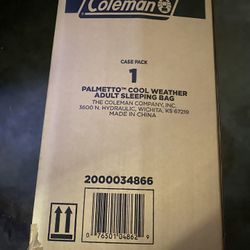 Coleman
CASE PACK
1
PALMETTO™ COOL WEATHER
ADULT SLEEPING BAG
THE COLEMAN COMPANY, INC.
3600 N. HYDRAULIC, WICHITA, KS 67219
MADE IN CHINA
2000034866
0 76501 04862 9